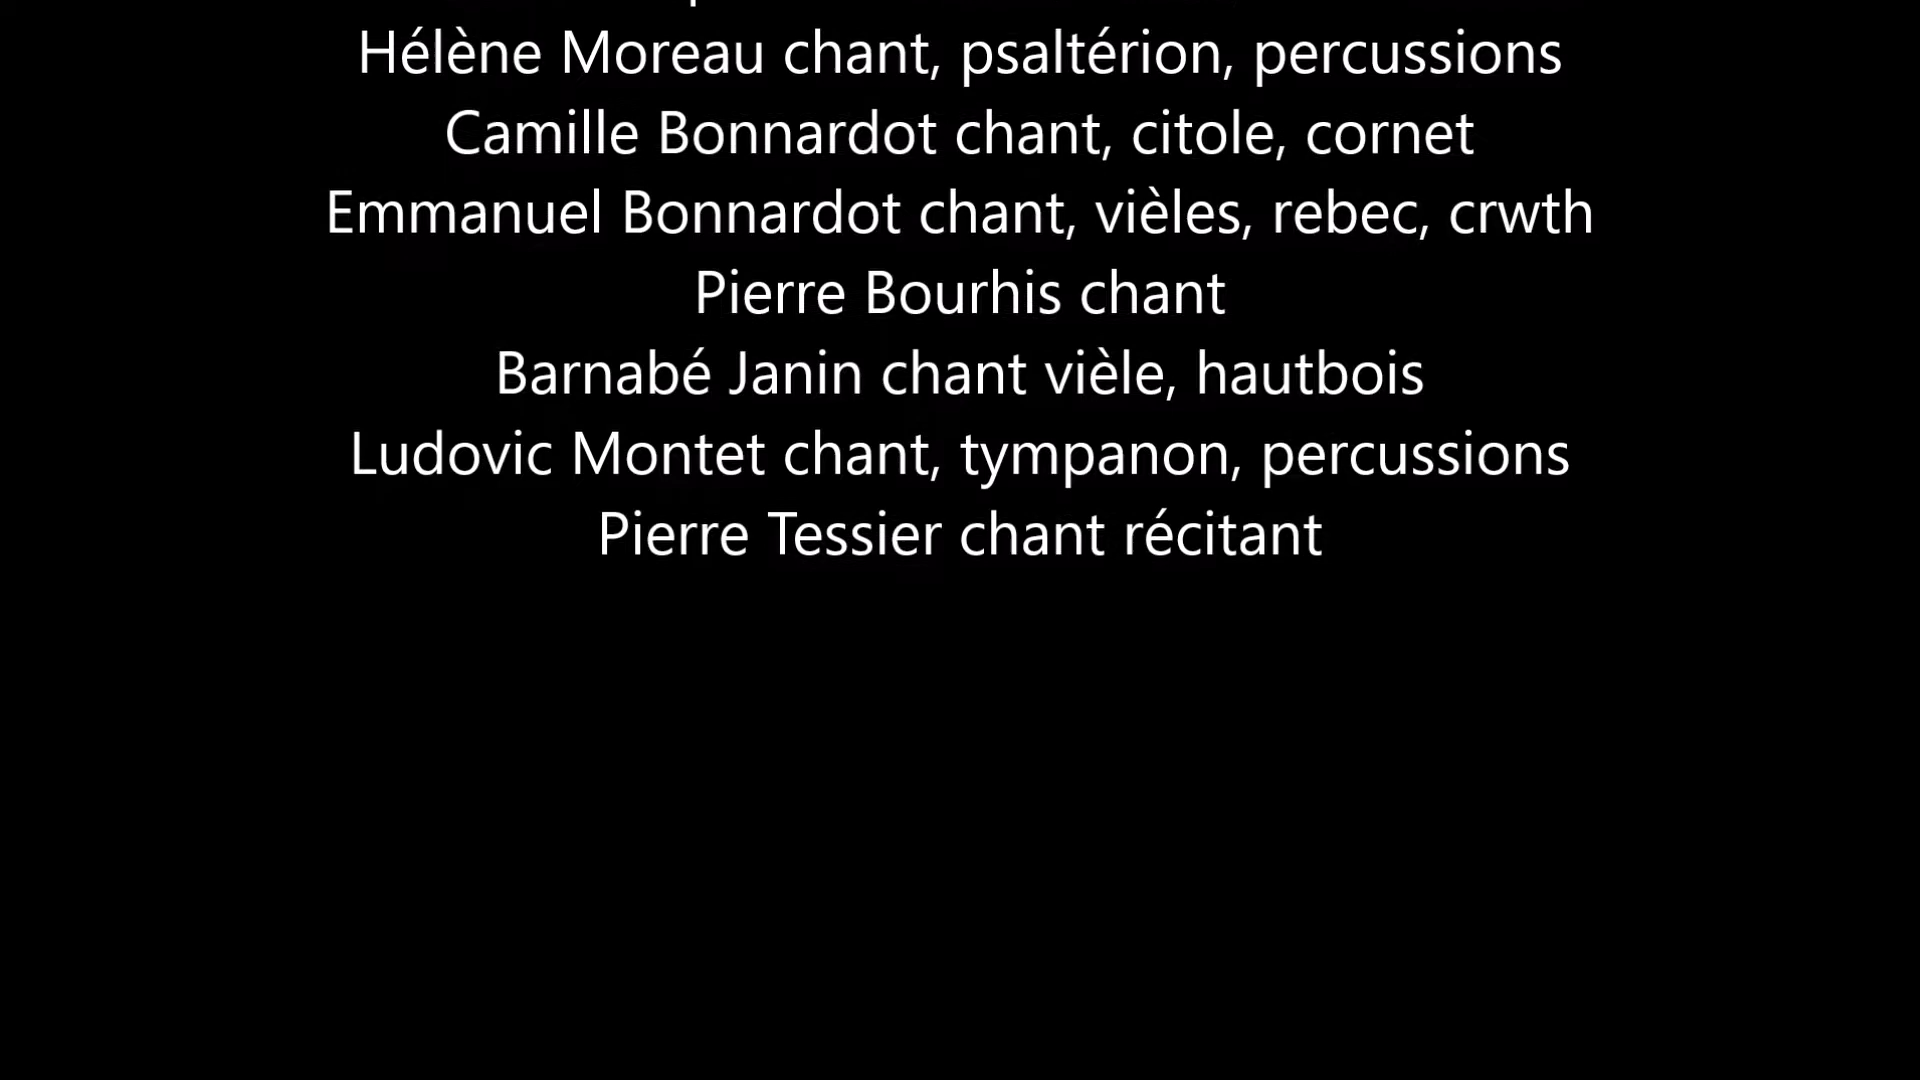 Hélène Moreau chant, psaltérion, percussions
Camille Bonnardot chant, citole, cornet
Emmanuel Bonnardot chant, vièles, rebec, crwth
Pierre Bourhis chant
Barnabé Janin chant vièle, hautbois
Ludovic Montet chant, tympanon, percussions
Pierre Tessier chant récitant